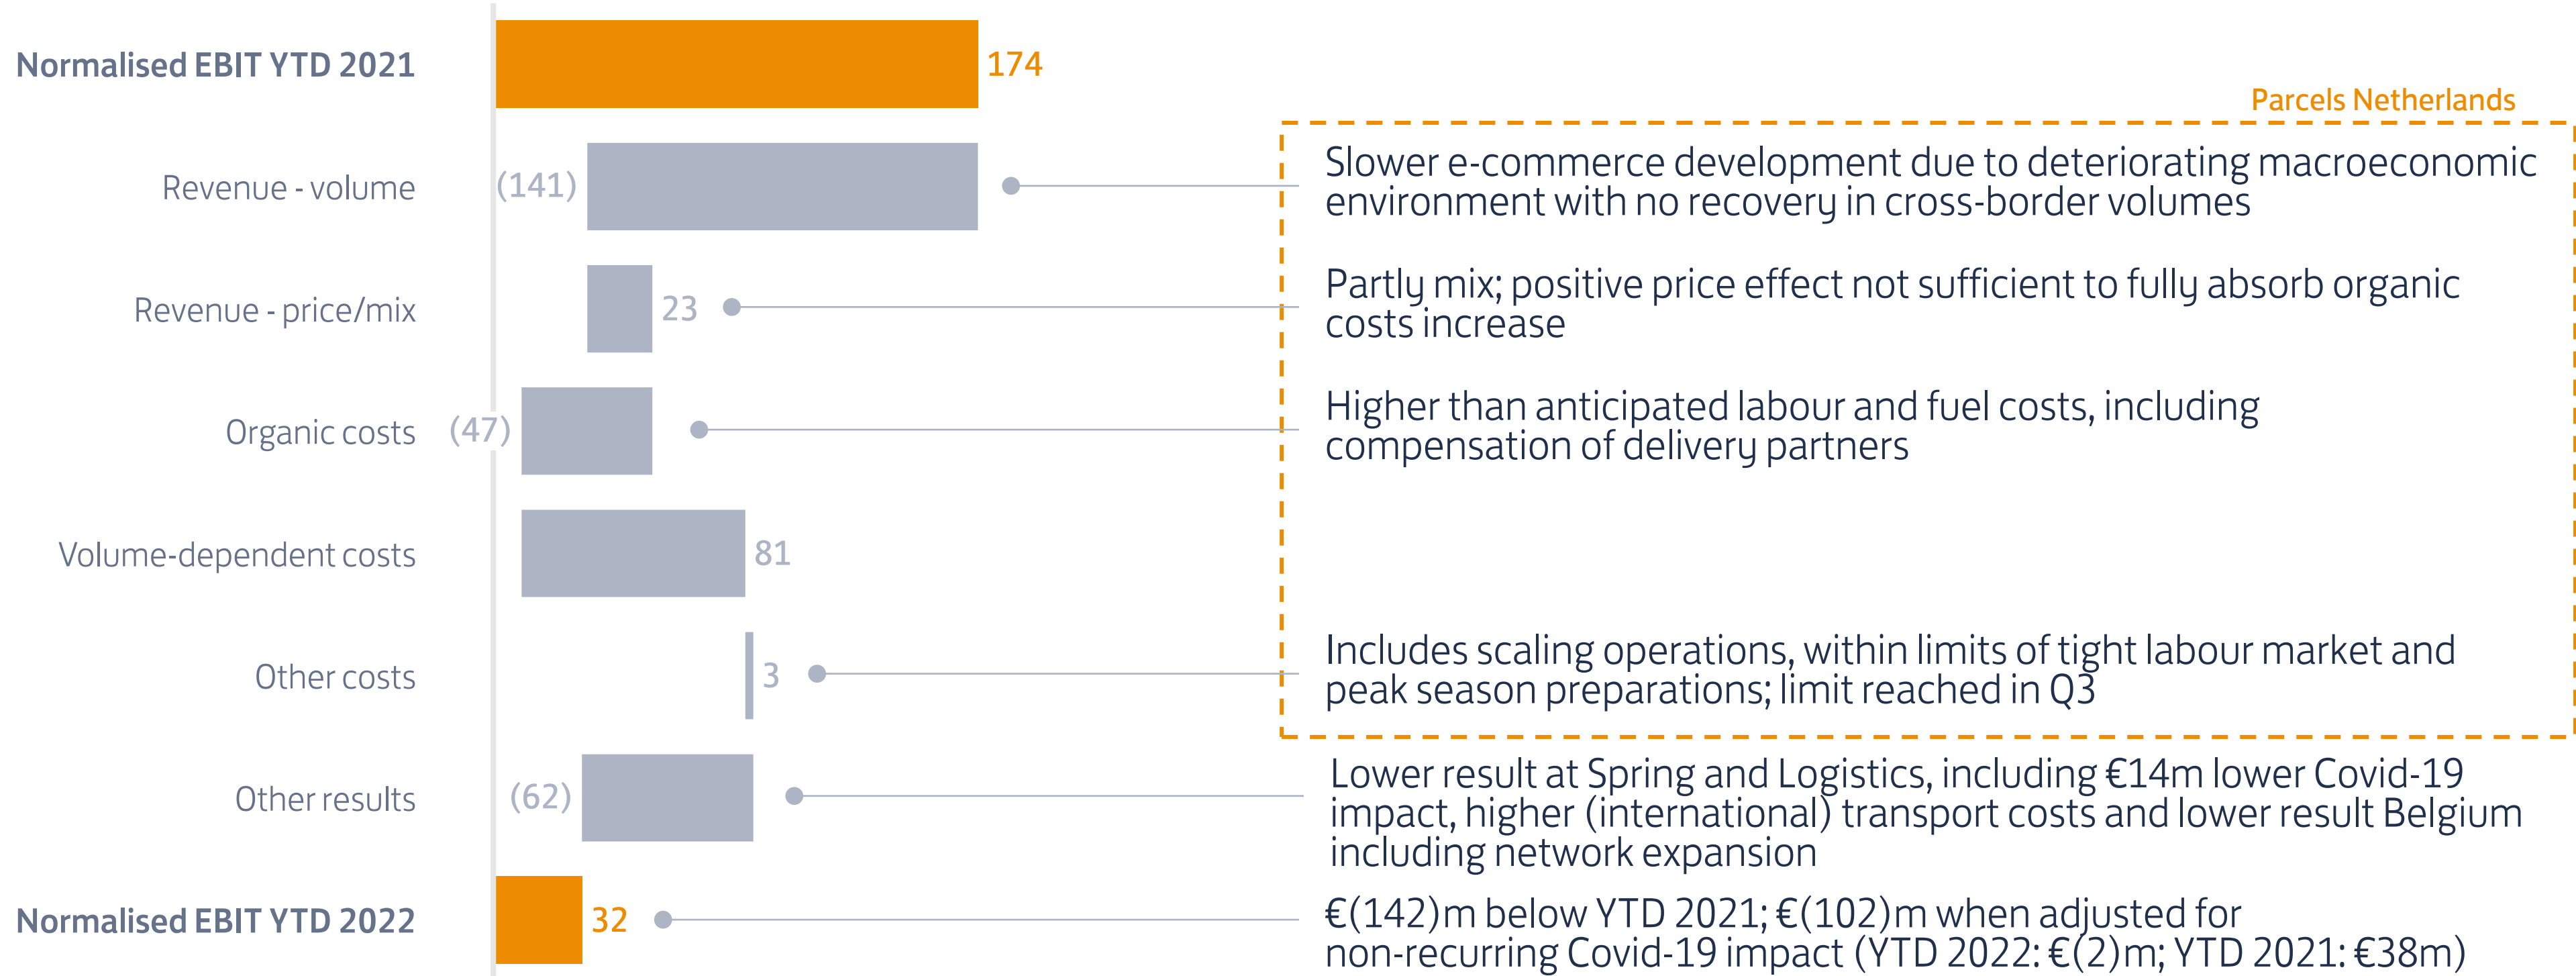 Normalised EBIT YTD 2021
174
Parcels Netherlands
Revenue - volume
(141)
Slower e-commerce development due to deteriorating macroeconomic
environment with no recovery in cross-border volumes
Revenue - price/mix
23
Partly mix; positive price effect not sufficient to fully absorb organic
costs increase
Organic costs
(47)
Higher than anticipated labour and fuel costs, including
compensation of delivery partners
Volume-dependent costs
81
Other costs
3
Includes scaling operations, within limits of tight labour market and
peak season preparations; limit reached in Q3
Other results
(62)
Lower result at Spring and Logistics, including €14m lower Covid-19
impact, higher (international) transport costs and lower result Belgium
including network expansion
Normalised EBIT YTD 2022
32
€(142)m below YTD 2021; €(102)m when adjusted for
non-recurring Covid-19 impact (YTD 2022: €(2)m; YTD 2021: €38m)